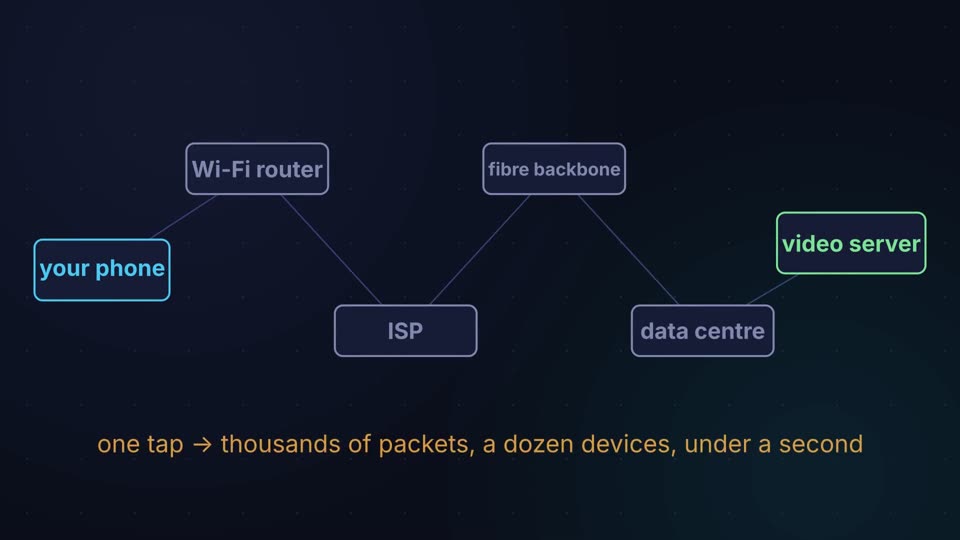 Wi-Fi router
fibre backbone
your phone
video server
ISP
data centre
one tap → thousands of packets, a dozen devices, under a second